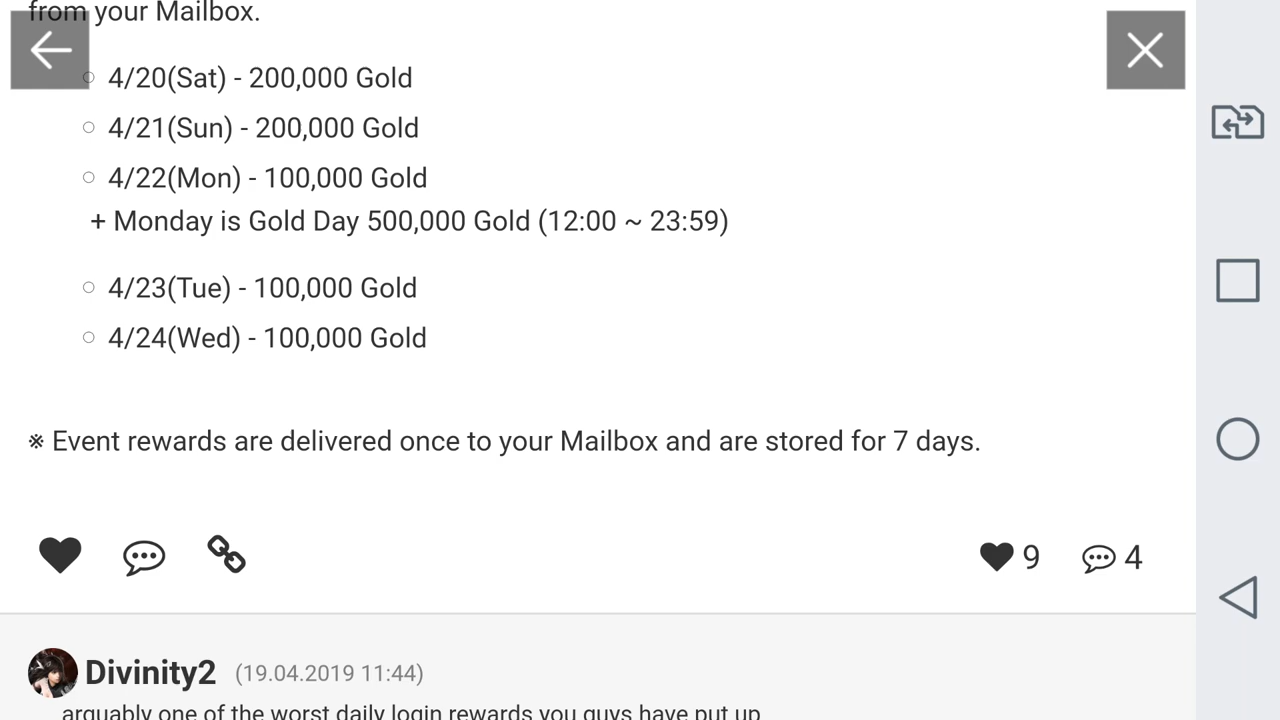 from your Mailbox.
4/20(Sat) - 200,000 Gold
4/21(Sun) - 200,000 Gold
4/22(Mon) - 100,000 Gold
+ Monday is Gold Day 500,000 Gold (12:00 ~ 23:59)
4/23(Tue) - 100,000 Gold
4/24(Wed) - 100,000 Gold
※ Event rewards are delivered once to your Mailbox and are stored for 7 days.
9 4
Divinity2 (19.04.2019 11:44)
arguably one of the worst daily login rewards you guys have put up